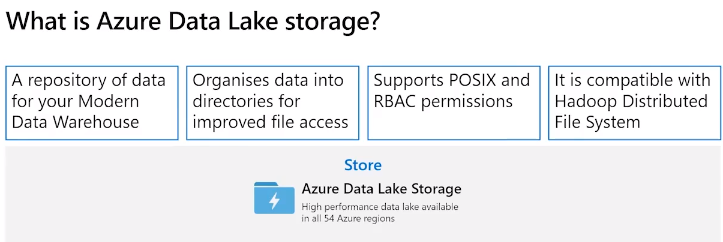 What is Azure Data Lake storage?
A repository of data
for your Modern
Data Warehouse
Organises data into
directories for
improved file access
Supports POSIX and
RBAC permissions
It is compatible with
Hadoop Distributed
File System
Store
Azure Data Lake Storage
High performance data lake available
in all 54 Azure regions